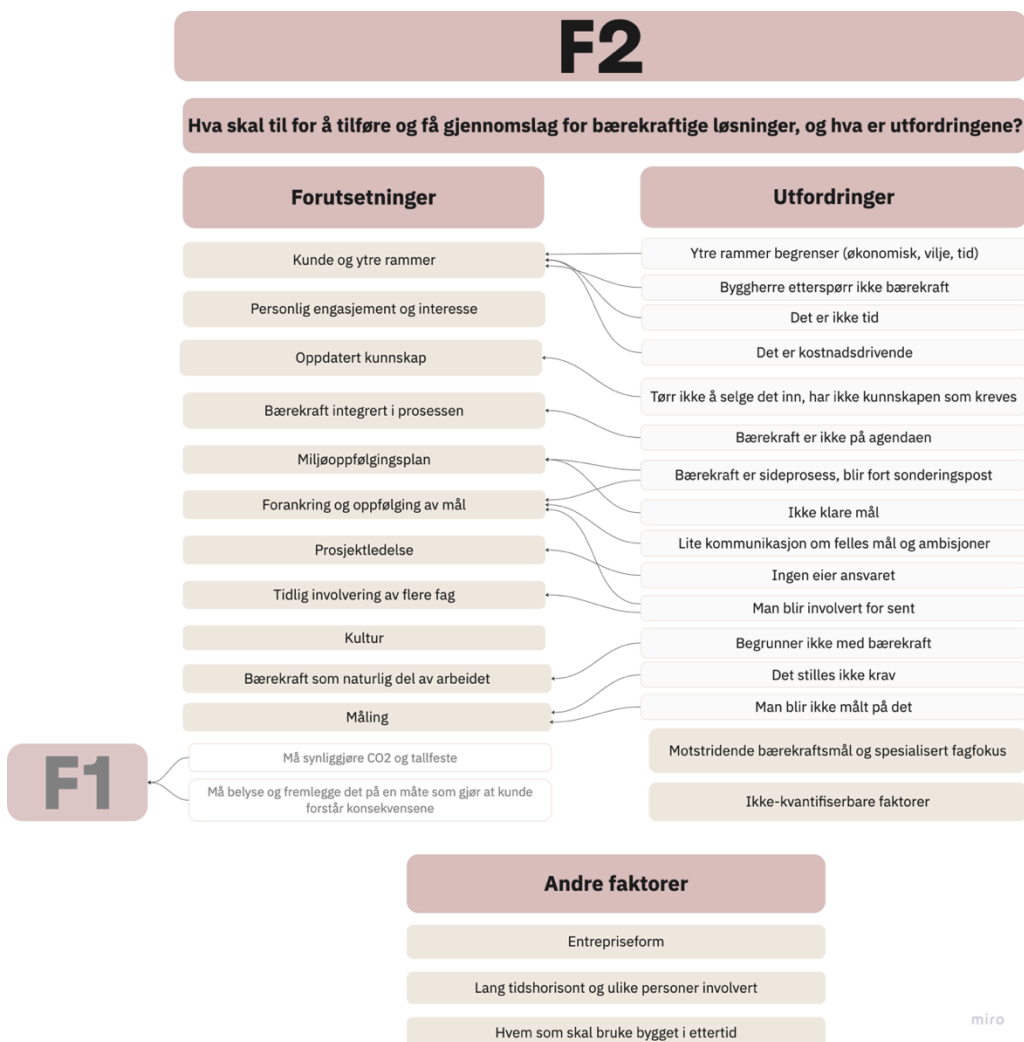 F2
Hva skal til for å tilføre og få gjennomslag for bærekraftige løsninger, og hva er utfordringene?
Forutsetninger
Kunde og ytre rammer
Personlig engasjement og interesse
Oppdatert kunnskap
Bærekraft integrert i prosessen
Miljøoppfølgingsplan
Forankring og oppfølging av mål
Prosjektledelse
Tidlig involvering av flere fag
Kultur
Bærekraft som naturlig del av arbeidet
Måling
Må synliggjøre CO2 og tallfeste
Må belyse og fremlegge det på en måte som gjør at kunde
forstår konsekvensene
F1
Utfordringer
Ytre rammer begrenser (økonomisk, vilje, tid)
Byggherre etterspørr ikke bærekraft
Det er ikke tid
Det er kostnadsdrivende
Tørr ikke å selge det inn, har ikke kunnskapen som kreves
Bærekraft er ikke på agendaen
Bærekraft er sideprosess, blir fort sonderingspost
Ikke klare mål
Lite kommunikasjon om felles mål og ambisjoner
Ingen eier ansvaret
Man blir involvert for sent
Begrunner ikke med bærekraft
Det stilles ikke krav
Man blir ikke målt på det
Motstridende bærekraftsmål og spesialisert fagfokus
Ikke-kvantifiserbare faktorer
Andre faktorer
Entrepriseform
Lang tidshorisont og ulike personer involvert
Hvem som skal bruke bygget i ettertid
miro